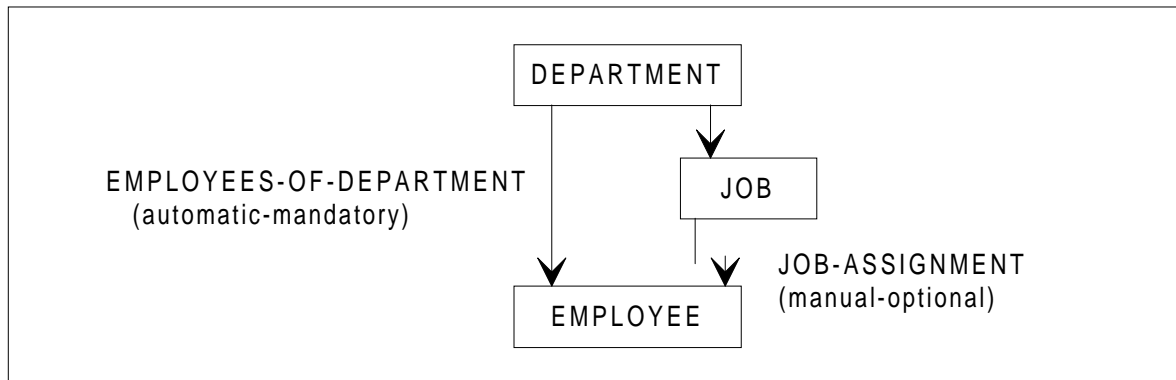 DEPARTMENT
EMPLOYEES-OF-DEPARTMENT
(automatic-mandatory)
JOB
JOB-ASSIGNMENT
(manual-optional)
EMPLOYEE